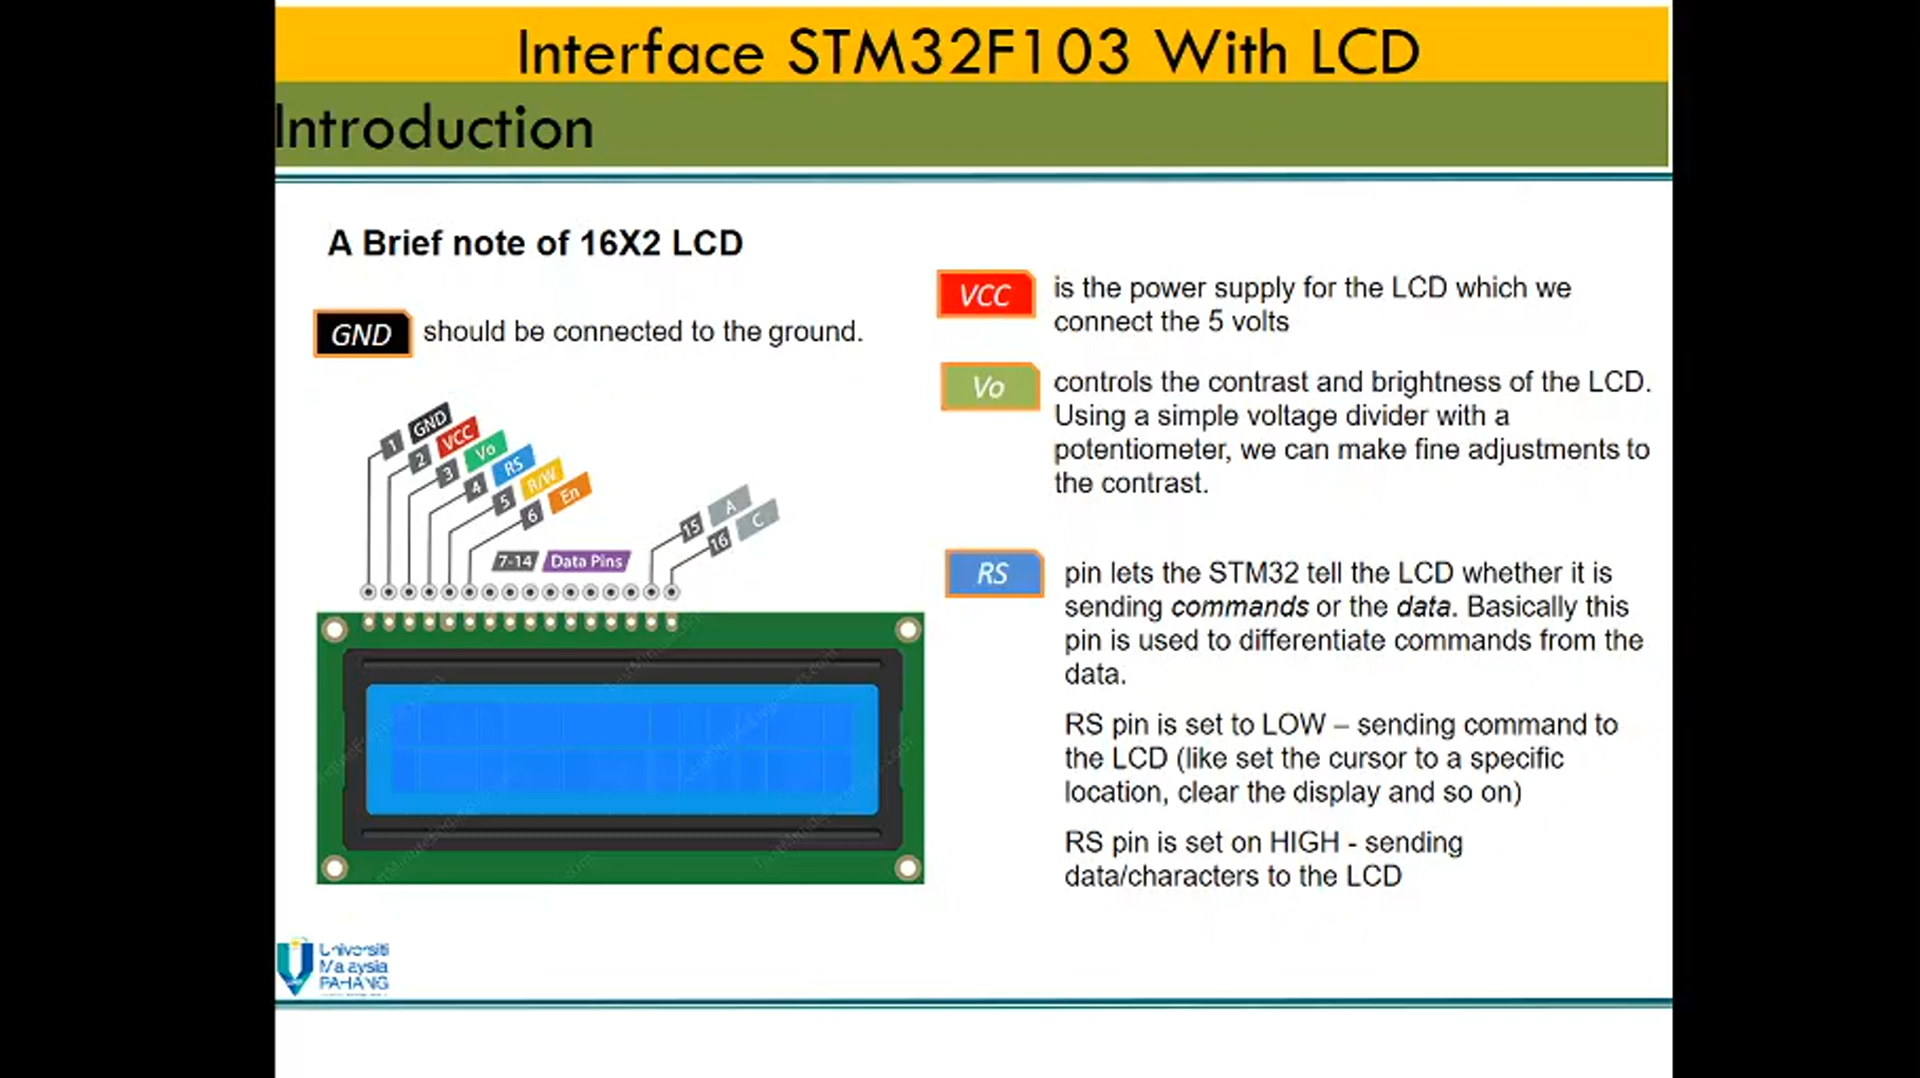 Interface STM32F103 With LCD
Introduction
A Brief note of 16X2 LCD
GND should be connected to the ground.
1 GND
2 VCC
3 Vo
4 RS
5 R/W
6 En
7-14 Data Pins
15 A
16 C
VCC is the power supply for the LCD which we
connect the 5 volts
Vo controls the contrast and brightness of the LCD.
Using a simple voltage divider with a
potentiometer, we can make fine adjustments to
the contrast.
RS pin lets the STM32 tell the LCD whether it is
sending commands or the data. Basically this
pin is used to differentiate commands from the
data.
RS pin is set to LOW – sending command to
the LCD (like set the cursor to a specific
location, clear the display and so on)
RS pin is set on HIGH - sending
data/characters to the LCD
Universiti
Malaysia
PAHANG